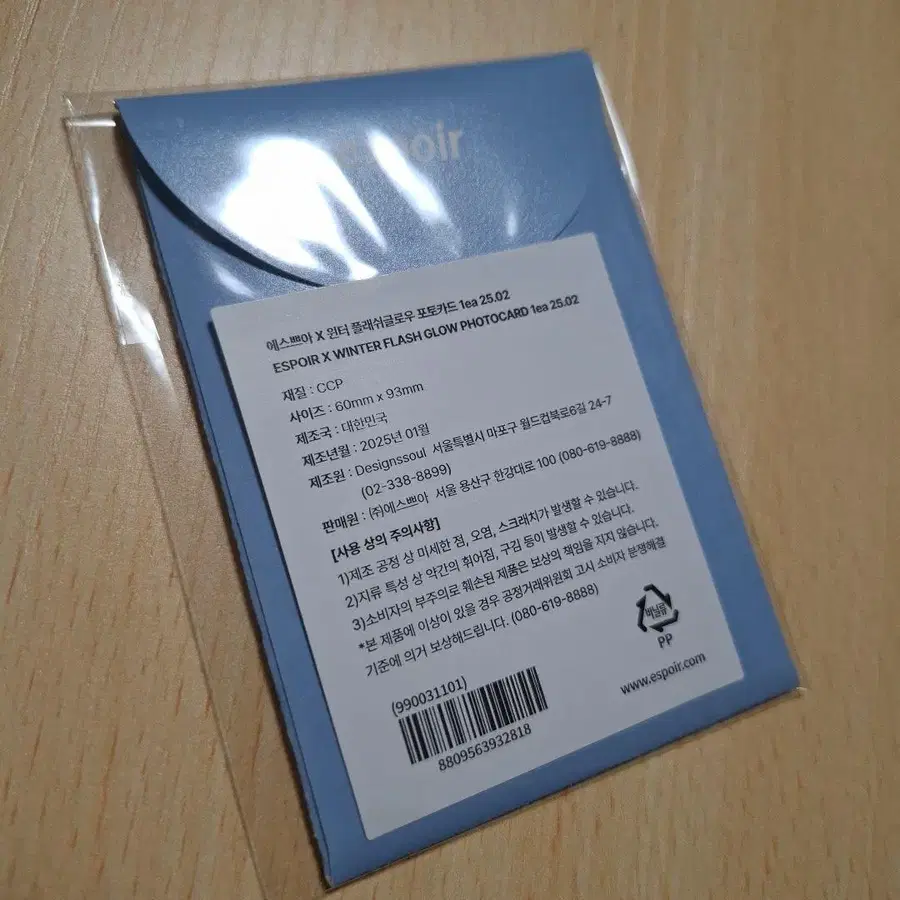 espoir
에스쁘아 X 윈터 플래쉬글로우 포토카드 1ea 25.02
ESPOIR X WINTER FLASH GLOW PHOTOCARD 1ea 25.02
재질 : CCP
사이즈 : 60mm x 93mm
제조국 : 대한민국
제조년월 : 2025년 01월
제조원 : Designssoul 서울특별시 마포구 월드컵북로6길 24-7
(02-338-8899)
판매원 : (주)에스쁘아 서울 용산구 한강대로 100 (080-619-8888)
[사용 상의 주의사항]
1)제조 공정 상 미세한 점, 오염, 스크래치가 발생할 수 있습니다.
2)지류 특성 상 약간의 휘어짐, 구김 등이 발생할 수 있습니다.
3)소비자의 부주의로 훼손된 제품은 보상의 책임을 지지 않습니다.
*본 제품에 이상이 있을 경우 공정거래위원회 고시 소비자 분쟁해결
기준에 의거 보상해드립니다. (080-619-8888)
비닐류
PP
(990031101)
8809563932818
www.espoir.com